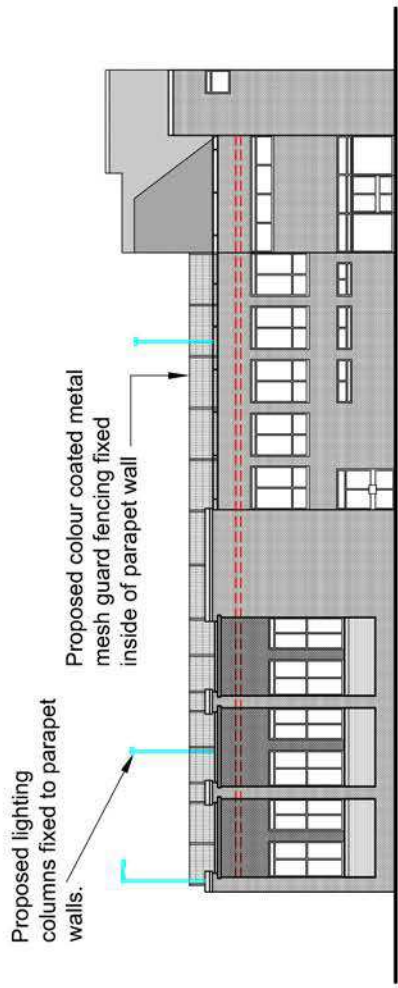 Proposed lighting
columns fixed to parapet
walls.
Proposed colour coated metal
mesh guard fencing fixed
inside of parapet wall